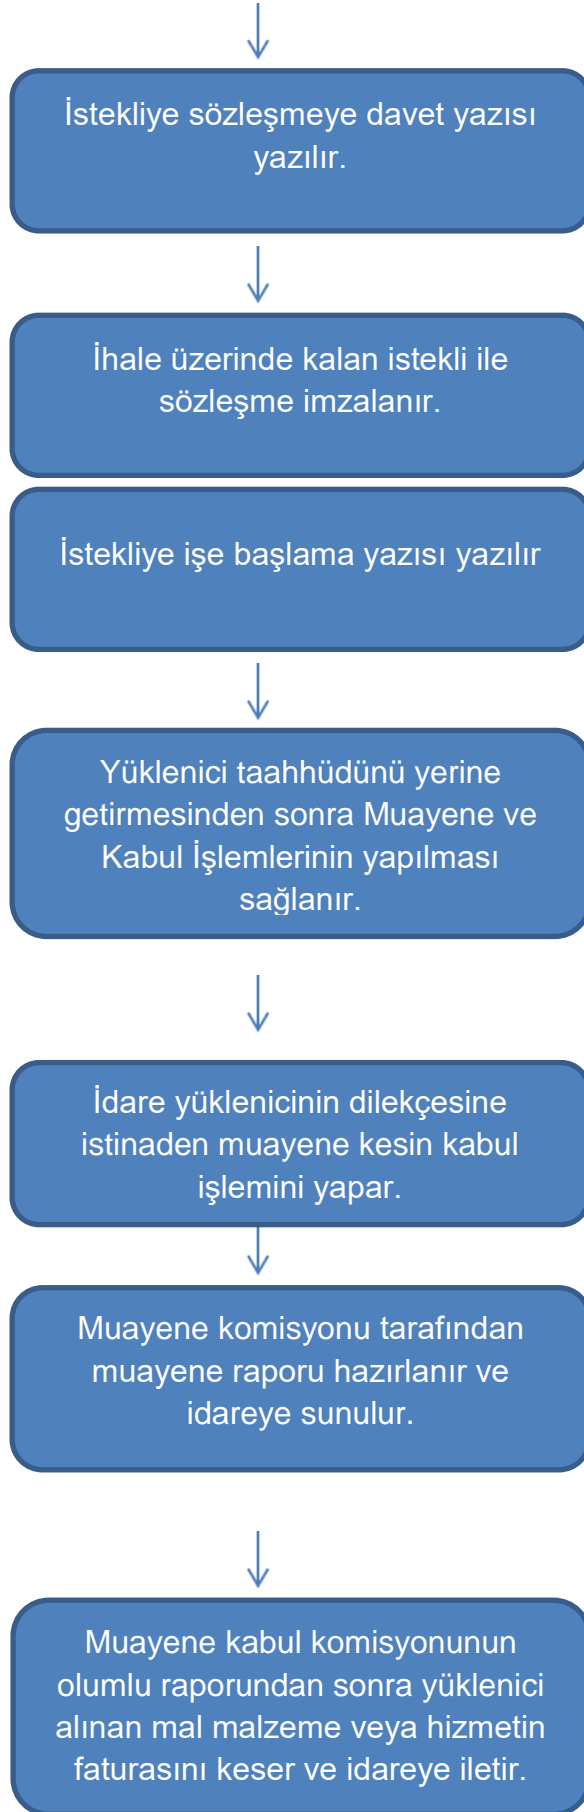 İstekliye sözleşmeye davet yazısı
yazılır.
İhale üzerinde kalan istekli ile
sözleşme imzalanır.
İstekliye işe başlama yazısı yazılır
Yüklenici taahhüdünü yerine
getirmesinden sonra Muayene ve
Kabul İşlemlerinin yapılması
sağlanır.
İdare yüklenicinin dilekçesine
istinaden muayene kesin kabul
işlemini yapar.
Muayene komisyonu tarafından
muayene raporu hazırlanır ve
idareye sunulur.
Muayene kabul komisyonunun
olumlu raporundan sonra yüklenici
alınan mal malzeme veya hizmetin
faturasını keser ve idareye iletir.